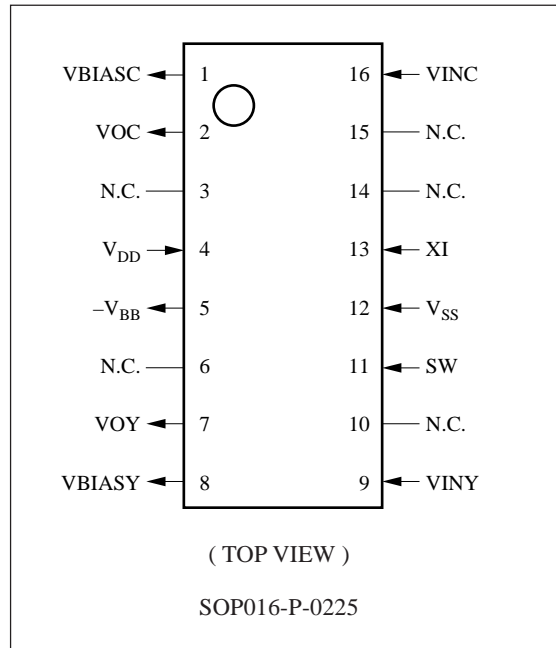 VBIASC 1 16 VINC
VOC 2 15 N.C.
N.C. 3 14 N.C.
VDD 4 13 XI
–VBB 5 12 VSS
N.C. 6 11 SW
VOY 7 10 N.C.
VBIASY 8 9 VINY
( TOP VIEW )
SOP016-P-0225